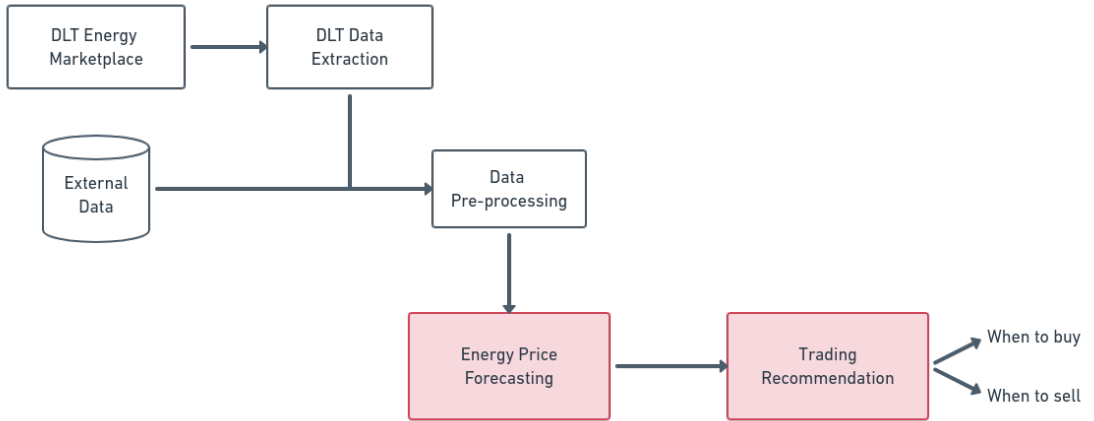 DLT Energy
Marketplace
DLT Data
Extraction
External
Data
Data
Pre-processing
Energy Price
Forecasting
Trading
Recommendation
When to buy
When to sell